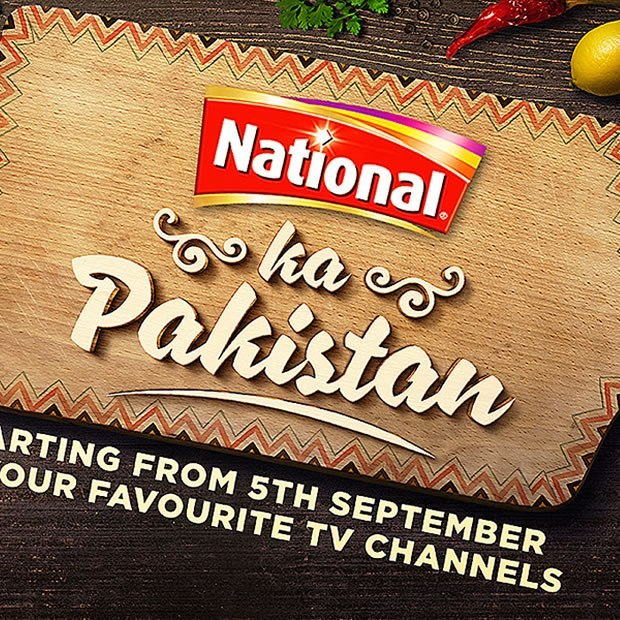 National®
ka
Pakistan
ARTING FROM 5TH SEPTEMBER
OUR FAVOURITE TV CHANNELS